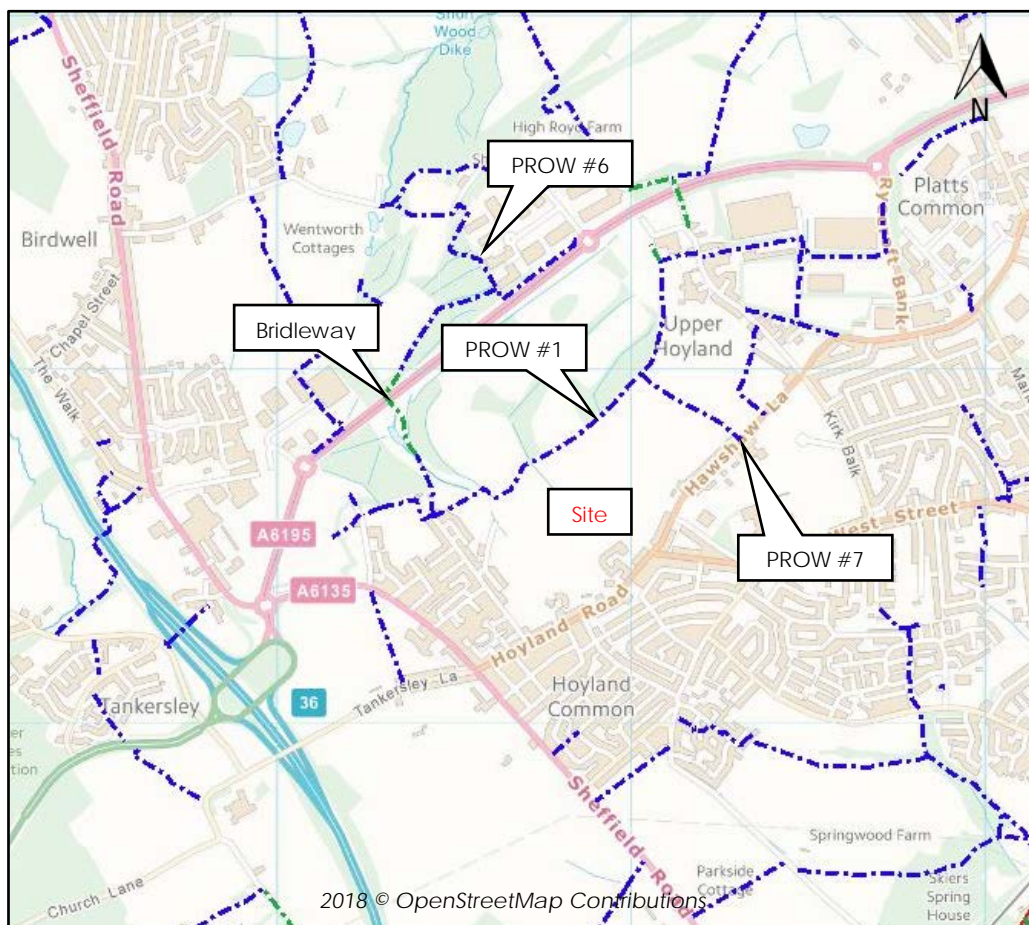 Wood
Dike
Sheffield Road
High Royd Farm
N
PROW #6
Platts
Common
Birdwell
Wentworth
Cottages
Chapel Street
The Walk
Bridleway
PROW #1
Upper
Hoyland
Hawshaw La
Kirk Balk
A6195
Site
West Street
PROW #7
A6135
Hoyland Road
Tankersley
36
Tankersley La
Hoyland
Common
Sheffield Road
Springwood Farm
Parkside
Cottage
Skiers
Spring
House
Church Lane
2018 © OpenStreetMap Contributions